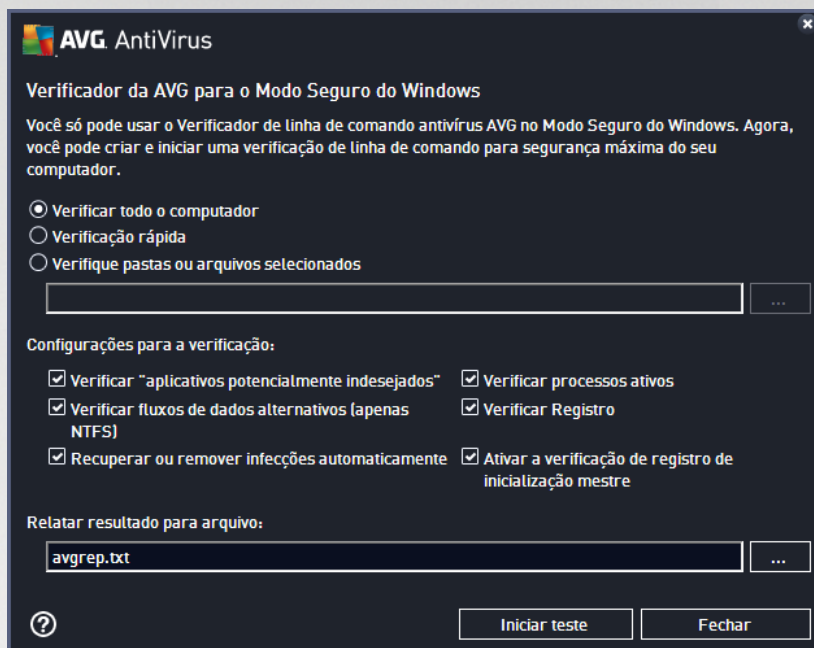 AVG. AntiVirus
Verificador da AVG para o Modo Seguro do Windows
Você só pode usar o Verificador de linha de comando antivírus AVG no Modo Seguro do Windows. Agora,
você pode criar e iniciar uma verificação de linha de comando para segurança máxima do seu
computador.
Verificar todo o computador
Verificação rápida
Verifique pastas ou arquivos selecionados
...
Configurações para a verificação:
Verificar "aplicativos potencialmente indesejados"
Verificar processos ativos
Verificar fluxos de dados alternativos (apenas
NTFS)
Verificar Registro
Recuperar ou remover infecções automaticamente
Ativar a verificação de registro de
inicialização mestre
Relatar resultado para arquivo:
avgrep.txt
...
?
Iniciar teste
Fechar